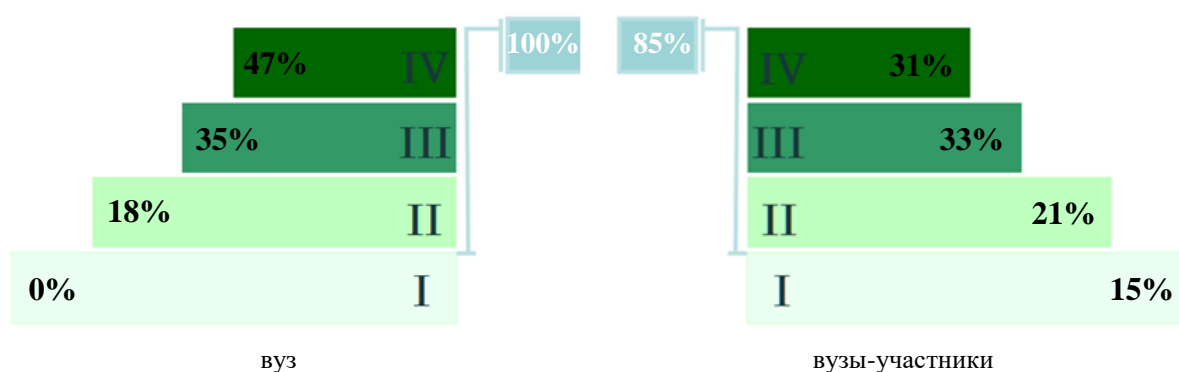 100% 85%
47% IV IV 31%
35% III III 33%
18% II II 21%
0% I I 15%
вуз вузы-участники